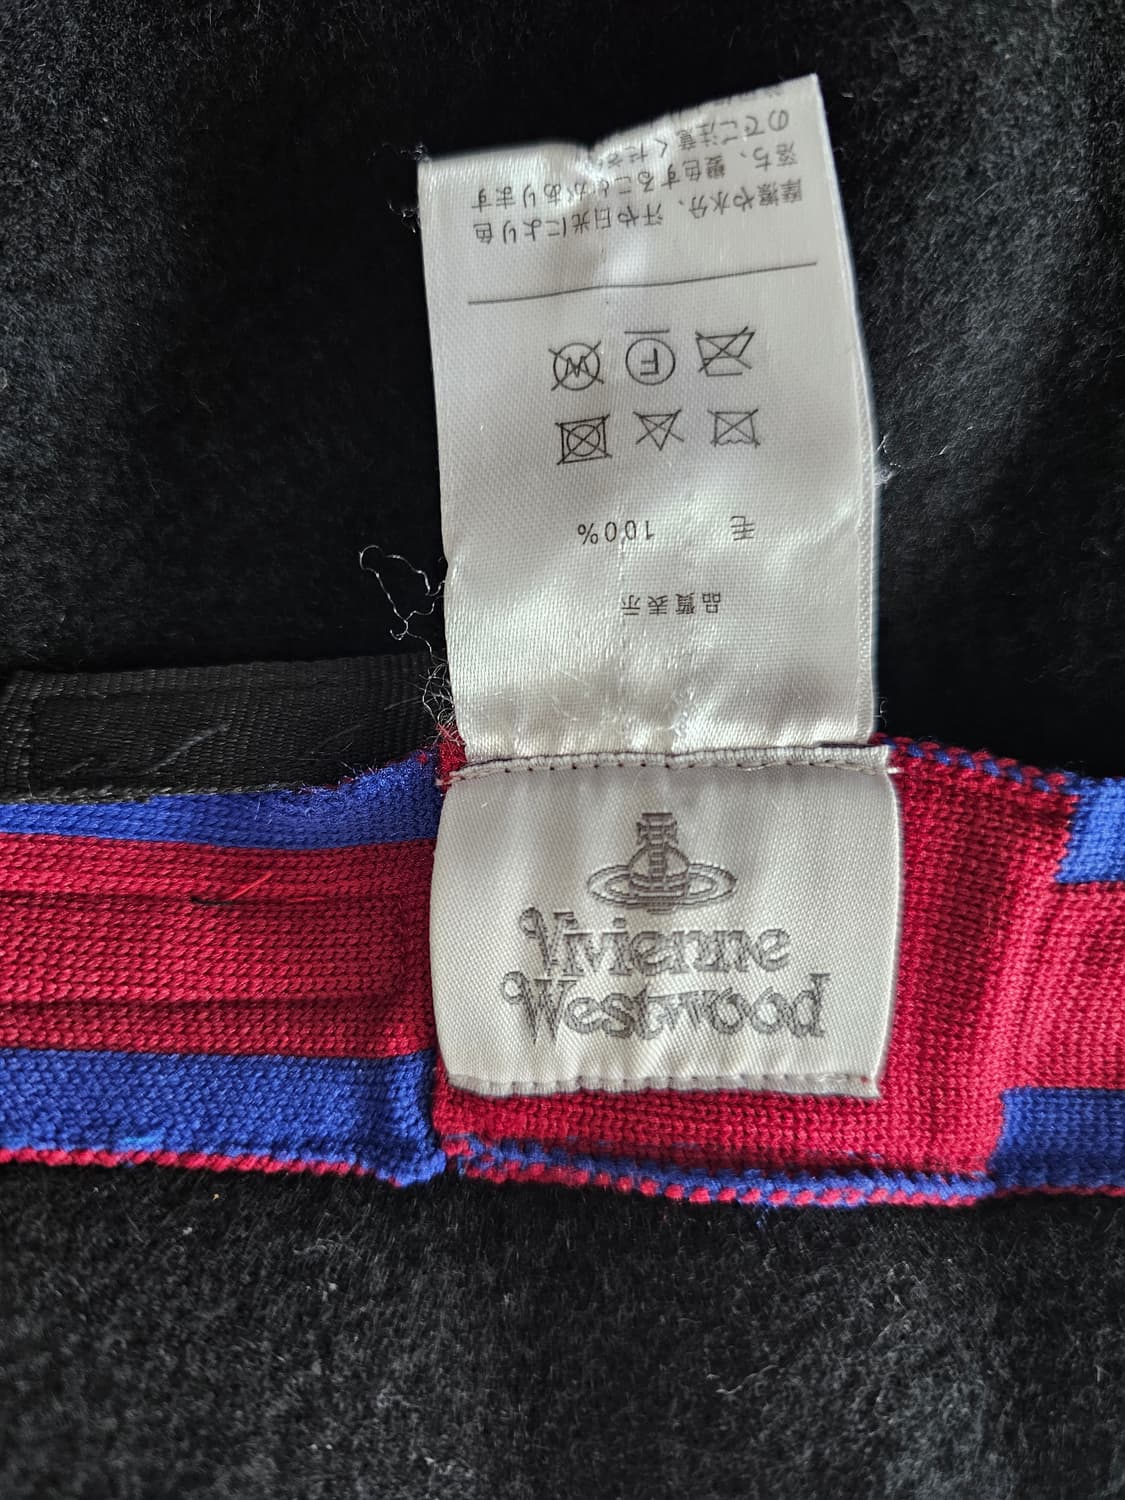 品質表示
毛 100%
W
F
摩擦や水分、汗や日光により色
落ち、変色することがあります
のでご注意くださ
Vivienne
Westwood